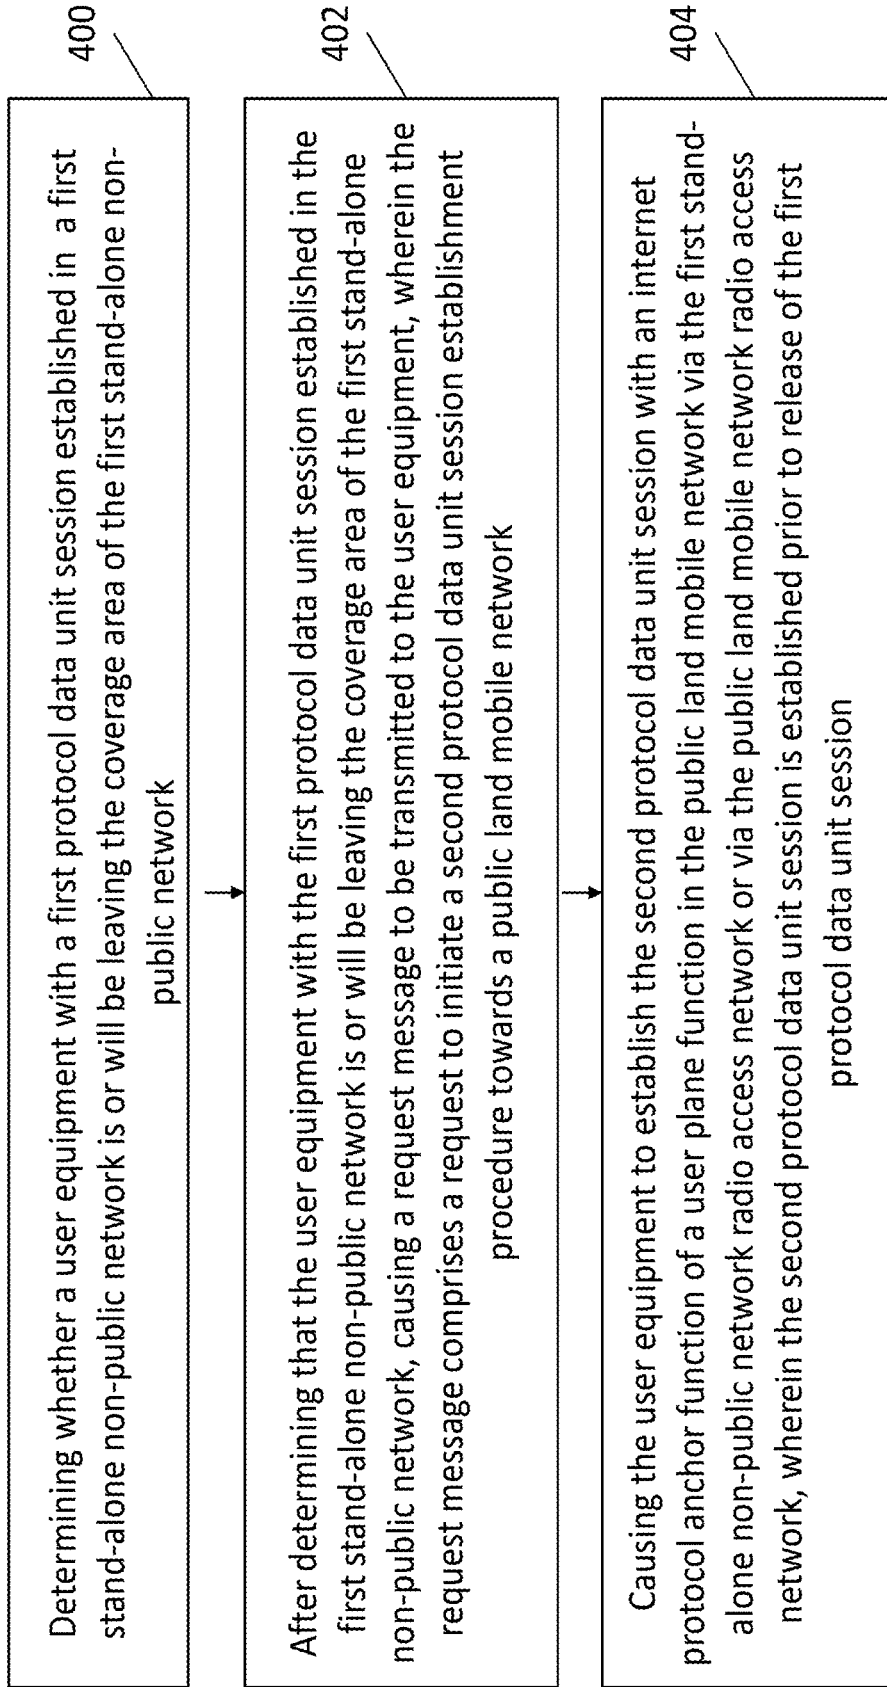 Determining whether a user equipment with a first protocol data unit session established in a first
stand-alone non-public network is or will be leaving the coverage area of the first stand-alone non-
public network
400
After determining that the user equipment with the first protocol data unit session established in the
first stand-alone non-public network is or will be leaving the coverage area of the first stand-alone
non-public network, causing a request message to be transmitted to the user equipment, wherein the
request message comprises a request to initiate a second protocol data unit session establishment
procedure towards a public land mobile network
402
Causing the user equipment to establish the second protocol data unit session with an internet
protocol anchor function of a user plane function in the public land mobile network via the first stand-
alone non-public network radio access network or via the public land mobile network radio access
network, wherein the second protocol data unit session is established prior to release of the first
protocol data unit session
404